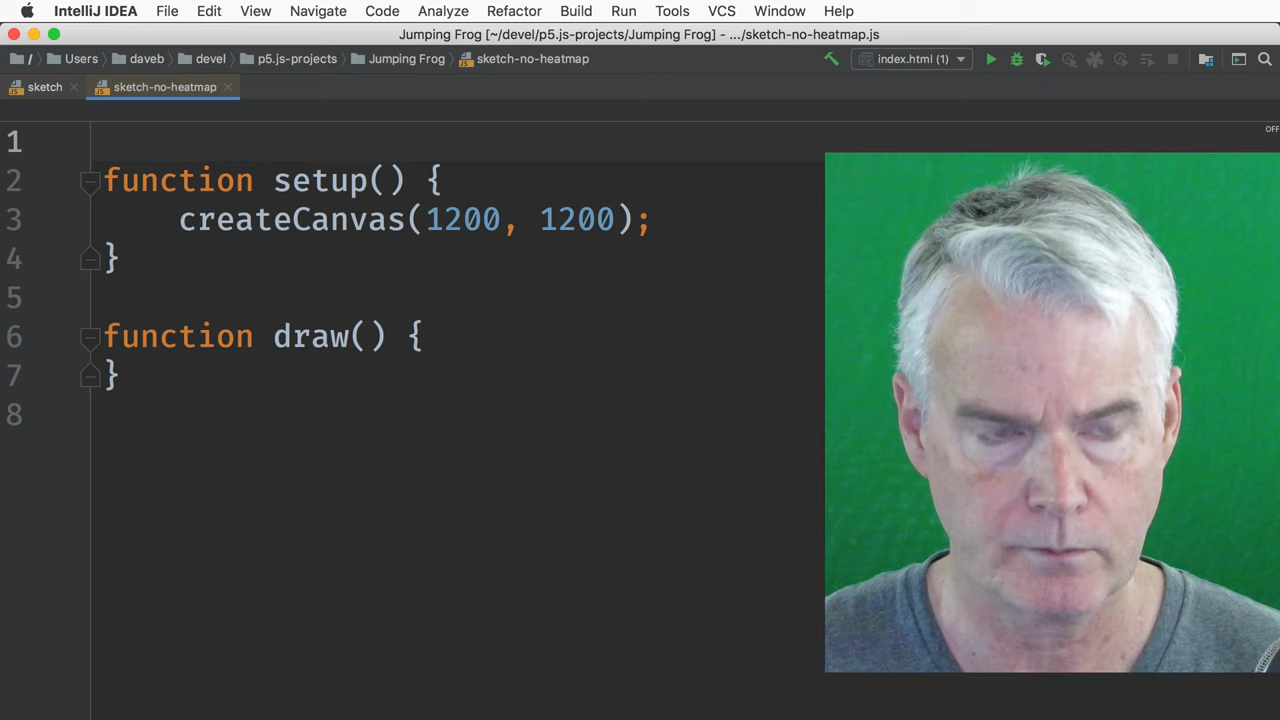 IntelliJ IDEA File Edit View Navigate Code Analyze Refactor Build Run Tools VCS Window Help
Jumping Frog [~/devel/p5.js-projects/Jumping Frog] - .../sketch-no-heatmap.js
/ Users daveb devel p5.js-projects Jumping Frog sketch-no-heatmap index.html (1)
sketch sketch-no-heatmap
OFF
1
2 function setup() {
3 createCanvas(1200, 1200);
4 }
5
6 function draw() {
7 }
8